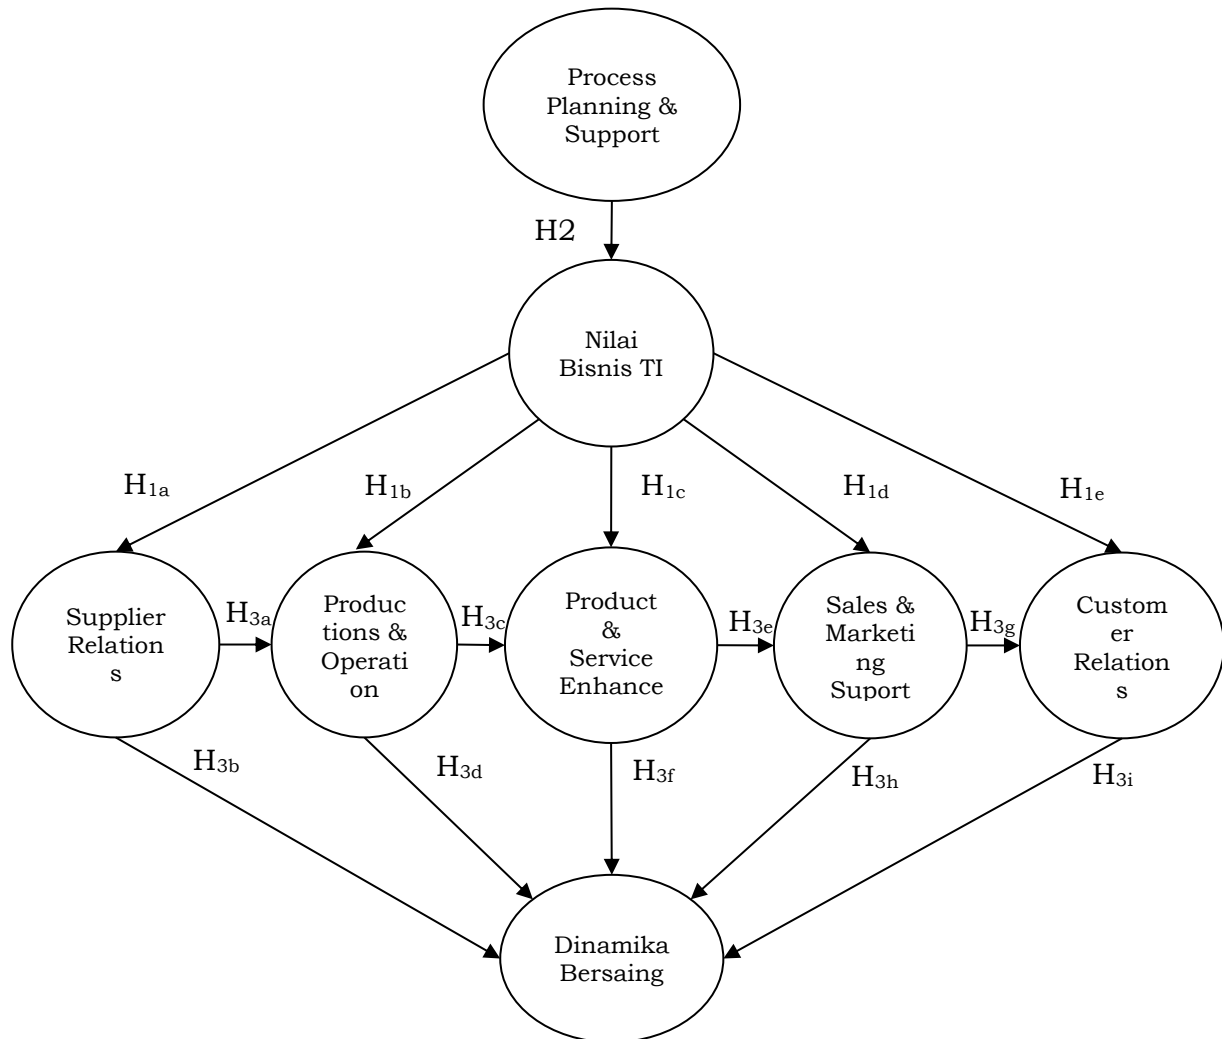 Process
Planning &
Support
H2
Nilai
Bisnis TI
H1a
H1b
H1c
H1d
H1e
Supplier
Relation
s
H3a
Produc
tions &
Operati
on
H3c
Product
&
Service
Enhance
H3e
Sales &
Marketi
ng
Suport
H3g
Custom
er
Relation
s
H3b
H3d
H3f
H3h
H3i
Dinamika
Bersaing